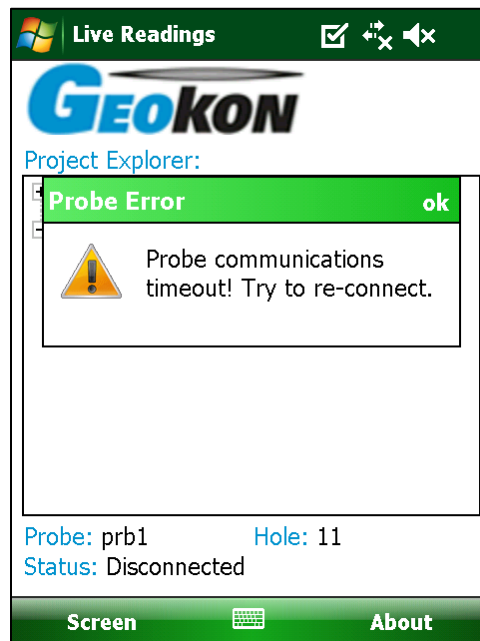 Live Readings
GEOKON
Project Explorer:
Probe Error ok
Probe communications
timeout! Try to re-connect.
Probe: prb1 Hole: 11
Status: Disconnected
Screen About